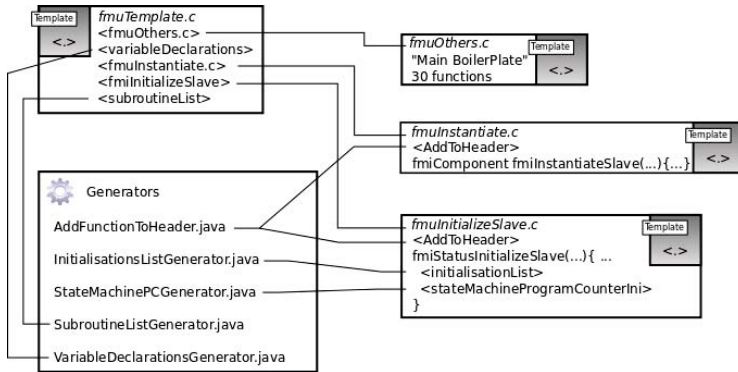 Template
<.>
fmuTemplate.c
<fmuOthers.c>
<variableDeclarations>
<fmuInstantiate.c>
<fmiInitializeSlave>
<subroutineList>
fmuOthers.c
"Main BoilerPlate"
30 functions
Template
<.>
fmuInstantiate.c
<AddToHeader>
fmiComponent fmiInstantiateSlave(...){...}
Template
<.>
Generators
AddFunctionToHeader.java
InitialisationsListGenerator.java
StateMachinePCGenerator.java
SubroutineListGenerator.java
VariableDeclarationsGenerator.java
fmuInitializeSlave.c
<AddToHeader>
fmiStatusInitializeSlave(...){ ...
<initialisationList>
<stateMachineProgramCounterIni>
}
Template
<.>